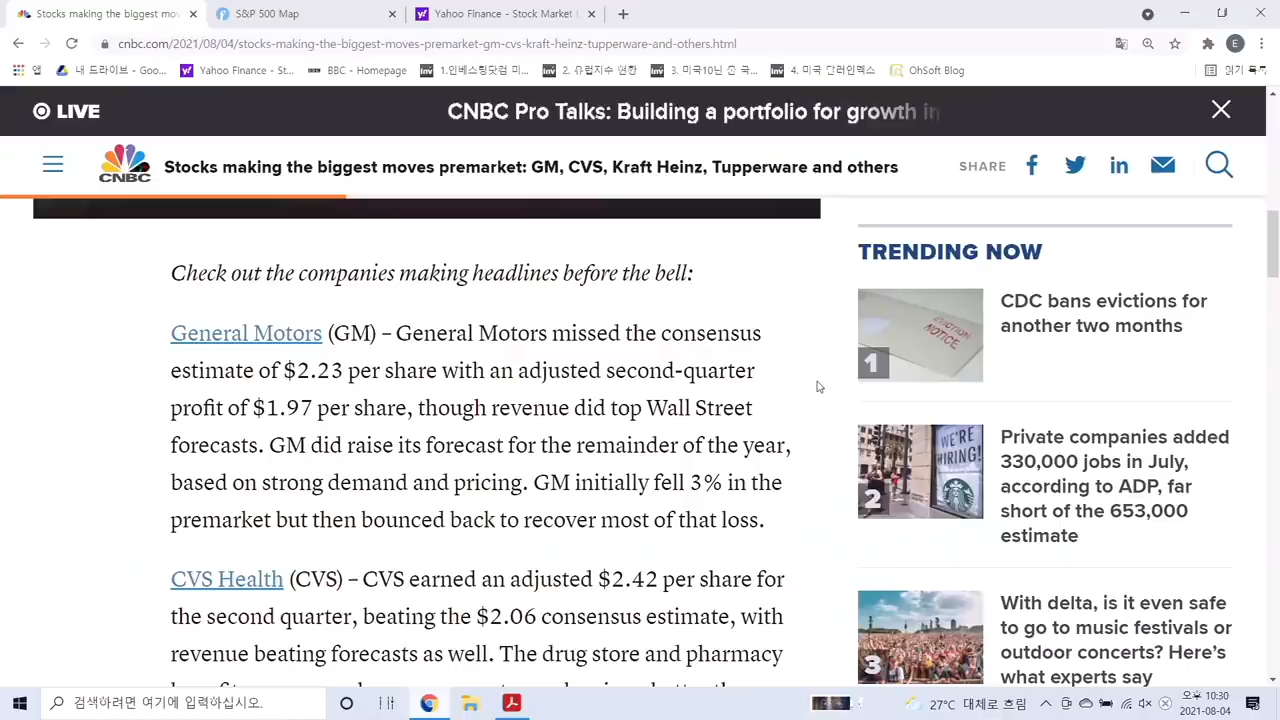 Stocks making the biggest mov
S&P 500 Map
Yahoo Finance - Stock Market L
cnbc.com/2021/08/04/stocks-making-the-biggest-moves-premarket-gm-cvs-kraft-heinz-tupperware-and-others.html
E
앱
내 드라이브 - Goo...
Yahoo Finance - St...
BBC - Homepage
1.인베스팅닷컴 미...
2. 유럽지수 현황
3. 미국10년 준 국...
4. 미국 달러인덱스
OhSoft Blog
읽기 목
LIVE
CNBC Pro Talks: Building a portfolio for growth in
CNBC
Stocks making the biggest moves premarket: GM, CVS, Kraft Heinz, Tupperware and others
SHARE
Check out the companies making headlines before the bell:
General Motors (GM) – General Motors missed the consensus
estimate of $2.23 per share with an adjusted second-quarter
profit of $1.97 per share, though revenue did top Wall Street
forecasts. GM did raise its forecast for the remainder of the year,
based on strong demand and pricing. GM initially fell 3% in the
premarket but then bounced back to recover most of that loss.
CVS Health (CVS) – CVS earned an adjusted $2.42 per share for
the second quarter, beating the $2.06 consensus estimate, with
revenue beating forecasts as well. The drug store and pharmacy
TRENDING NOW
EVICTION
NOTICE
1
CDC bans evictions for
another two months
WE'RE
HIRING!
2
Private companies added
330,000 jobs in July,
according to ADP, far
short of the 653,000
estimate
3
With delta, is it even safe
to go to music festivals or
outdoor concerts? Here's
what experts say
검색하려면 여기에 입력하십시오.
27°C 대체로 흐림
오후 10:30
2021-08-04